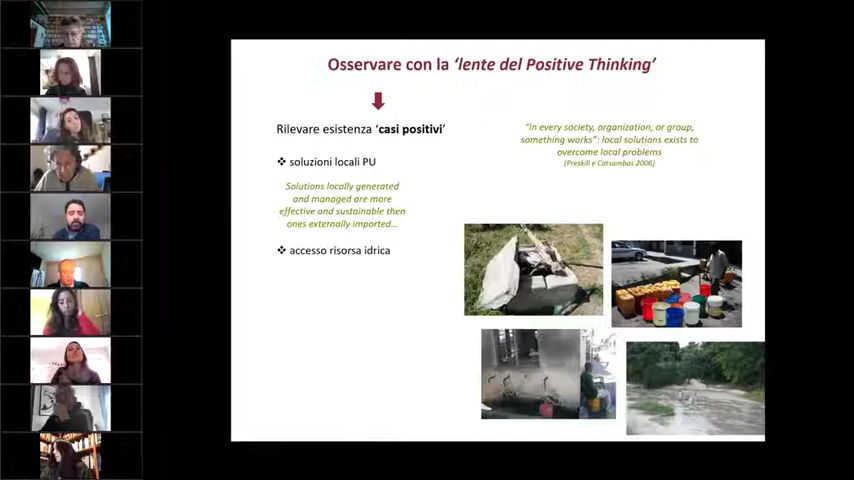 Osservare con la ‘lente del Positive Thinking’
Rilevare esistenza ‘casi positivi’
❖ soluzioni locali PU
Solutions locally generated
and managed are more
effective and sustainable then
ones externally imported…
❖ accesso risorsa idrica
“In every society, organization, or group,
something works”: local solutions exists to
overcome local problems
(Preskill e Catsambas 2006)